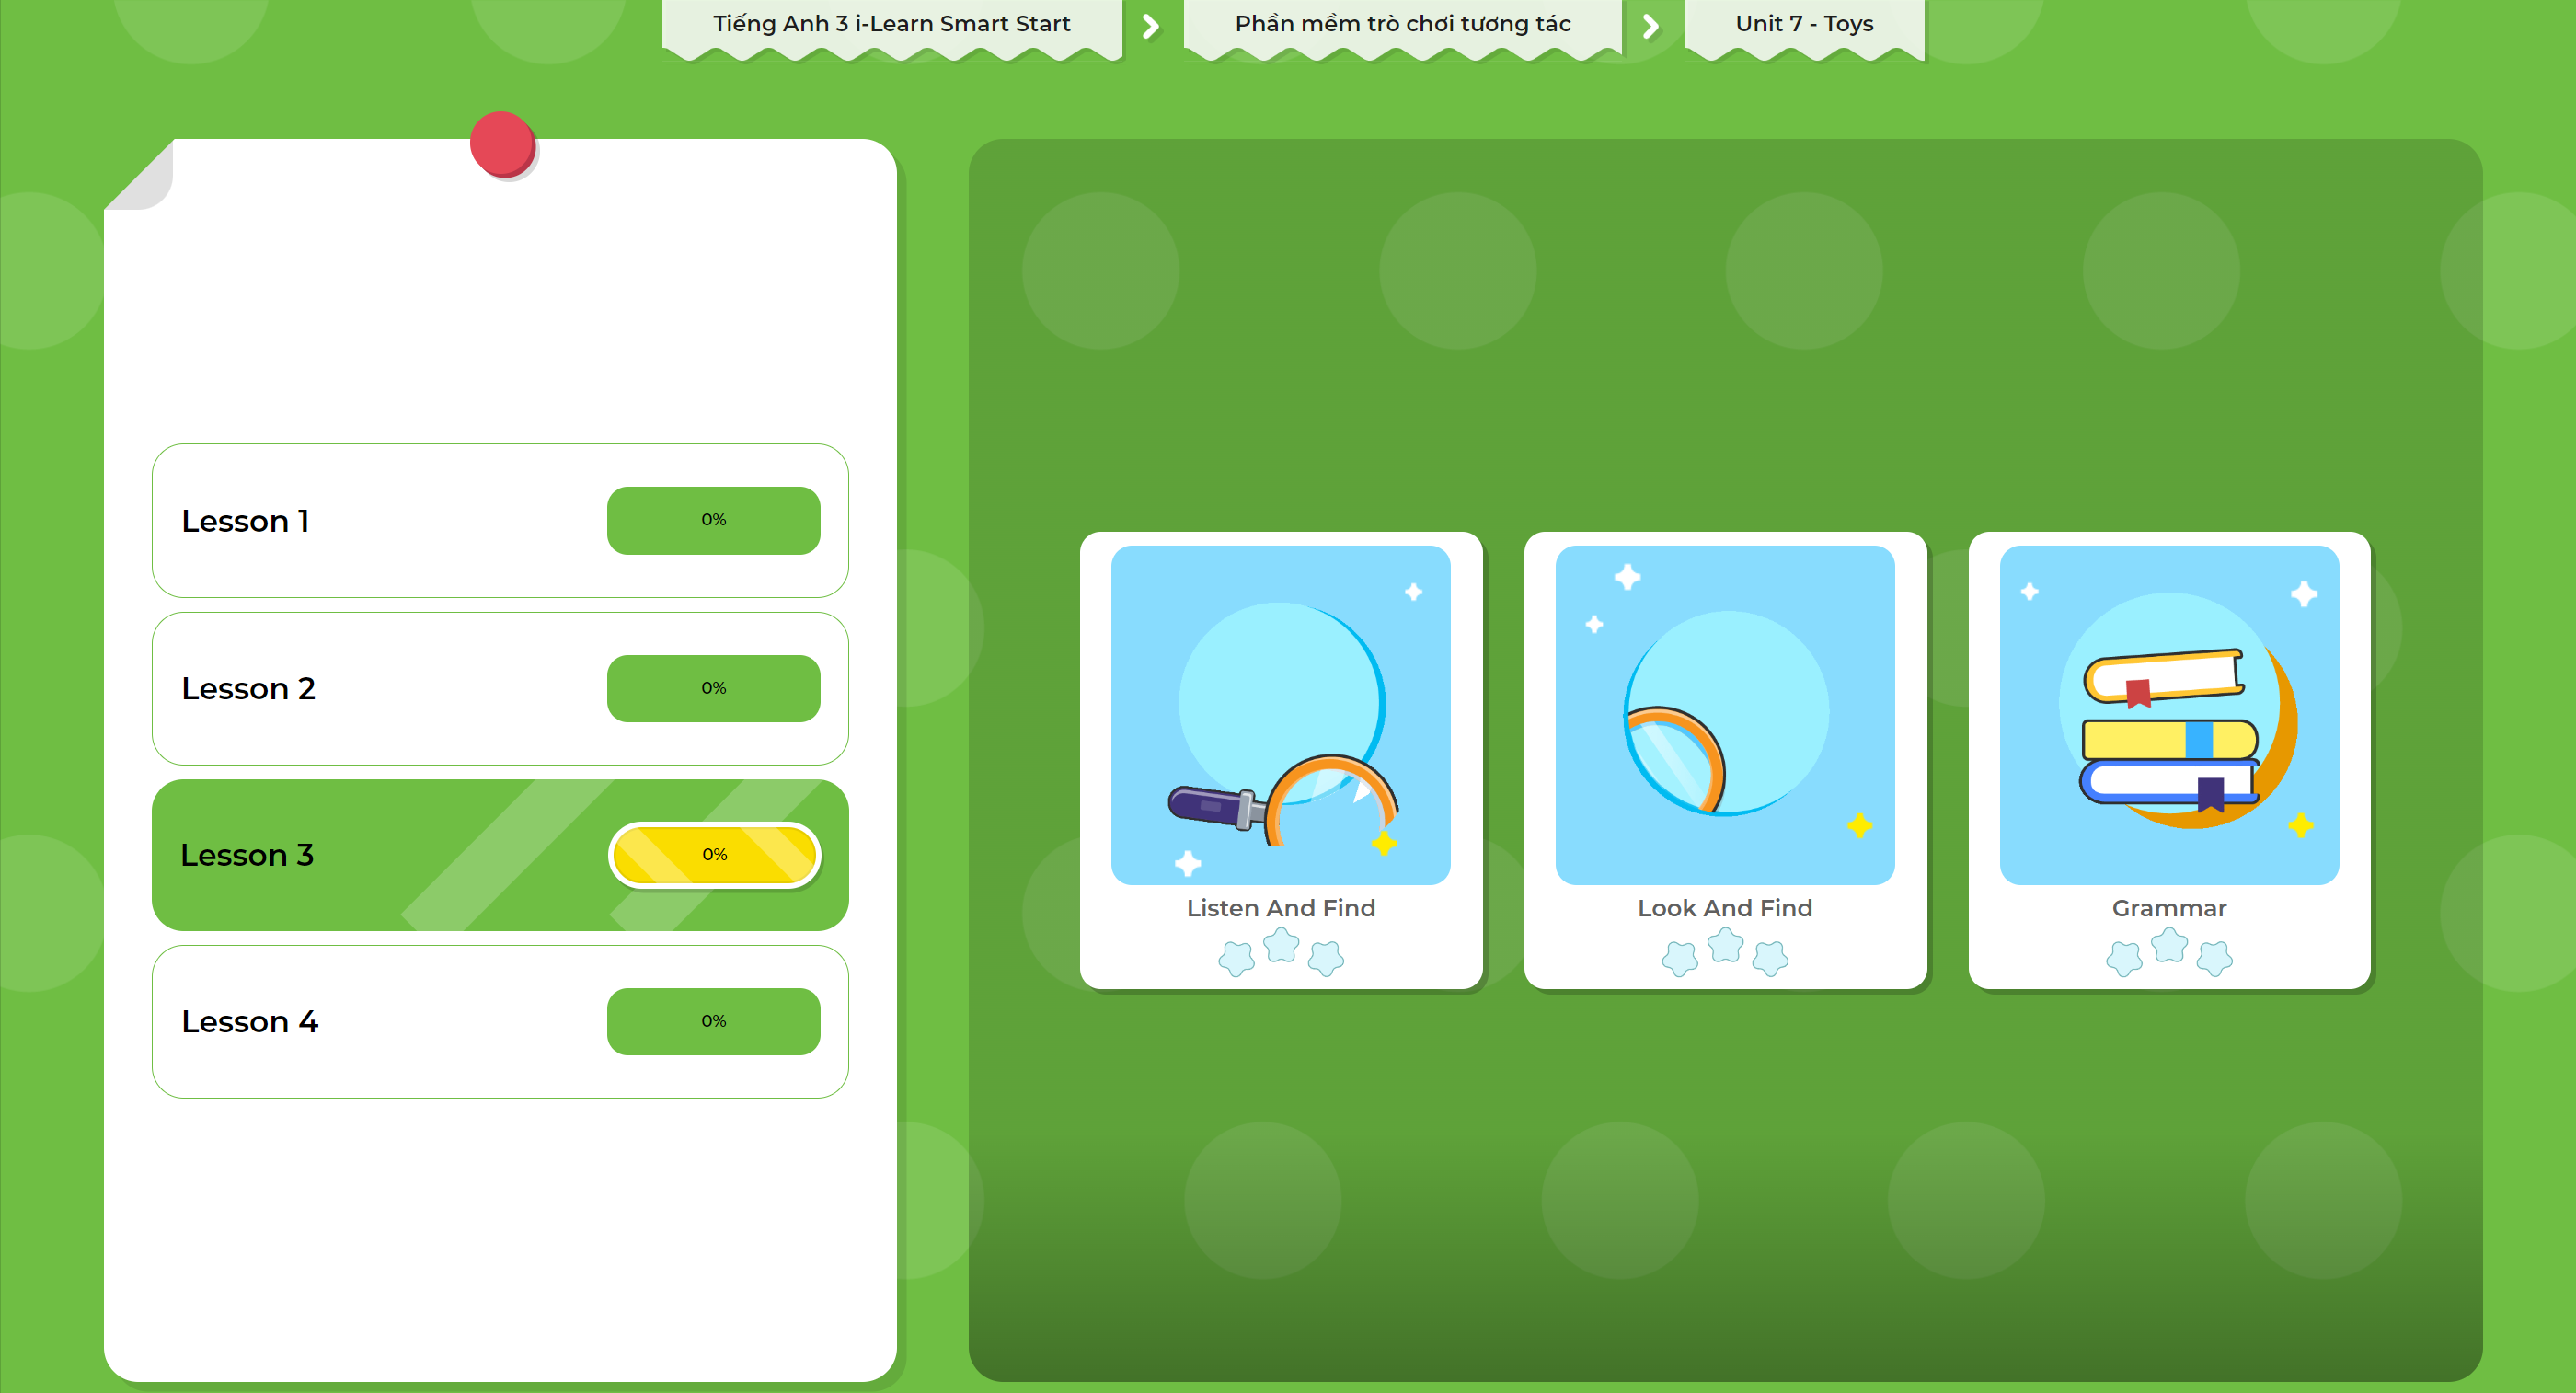 Tiếng Anh 3 i-Learn Smart Start
Phần mềm trò chơi tương tác
Unit 7 - Toys
Lesson 1
0%
Lesson 2
0%
Lesson 3
0%
Lesson 4
0%
Listen And Find
Look And Find
Grammar